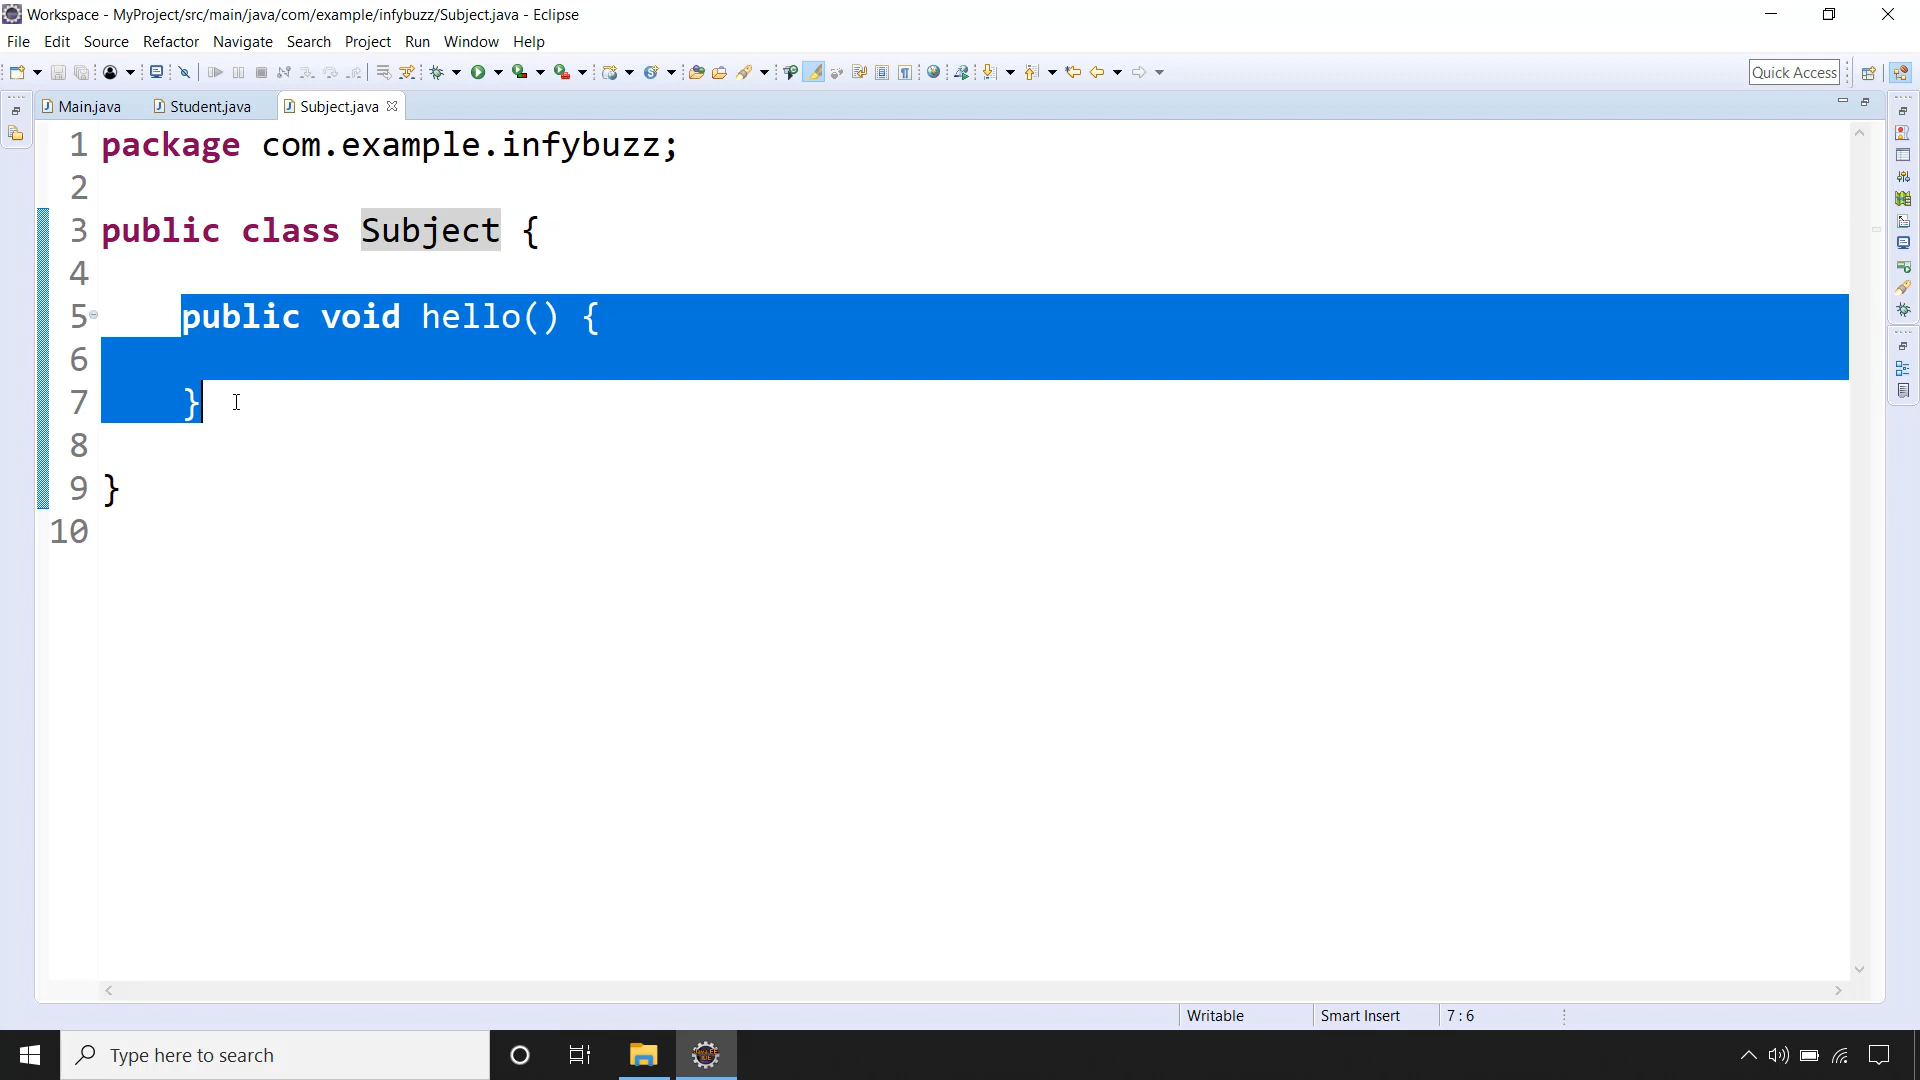 Workspace - MyProject/src/main/java/com/example/infybuzz/Subject.java - Eclipse
File Edit Source Refactor Navigate Search Project Run Window Help
Quick Access
Main.java Student.java Subject.java
1 package com.example.infybuzz;
2
3 public class Subject {
4
5 public void hello() {
6
7 }
8
9 }
10
Writable Smart Insert 7 : 6
Type here to search